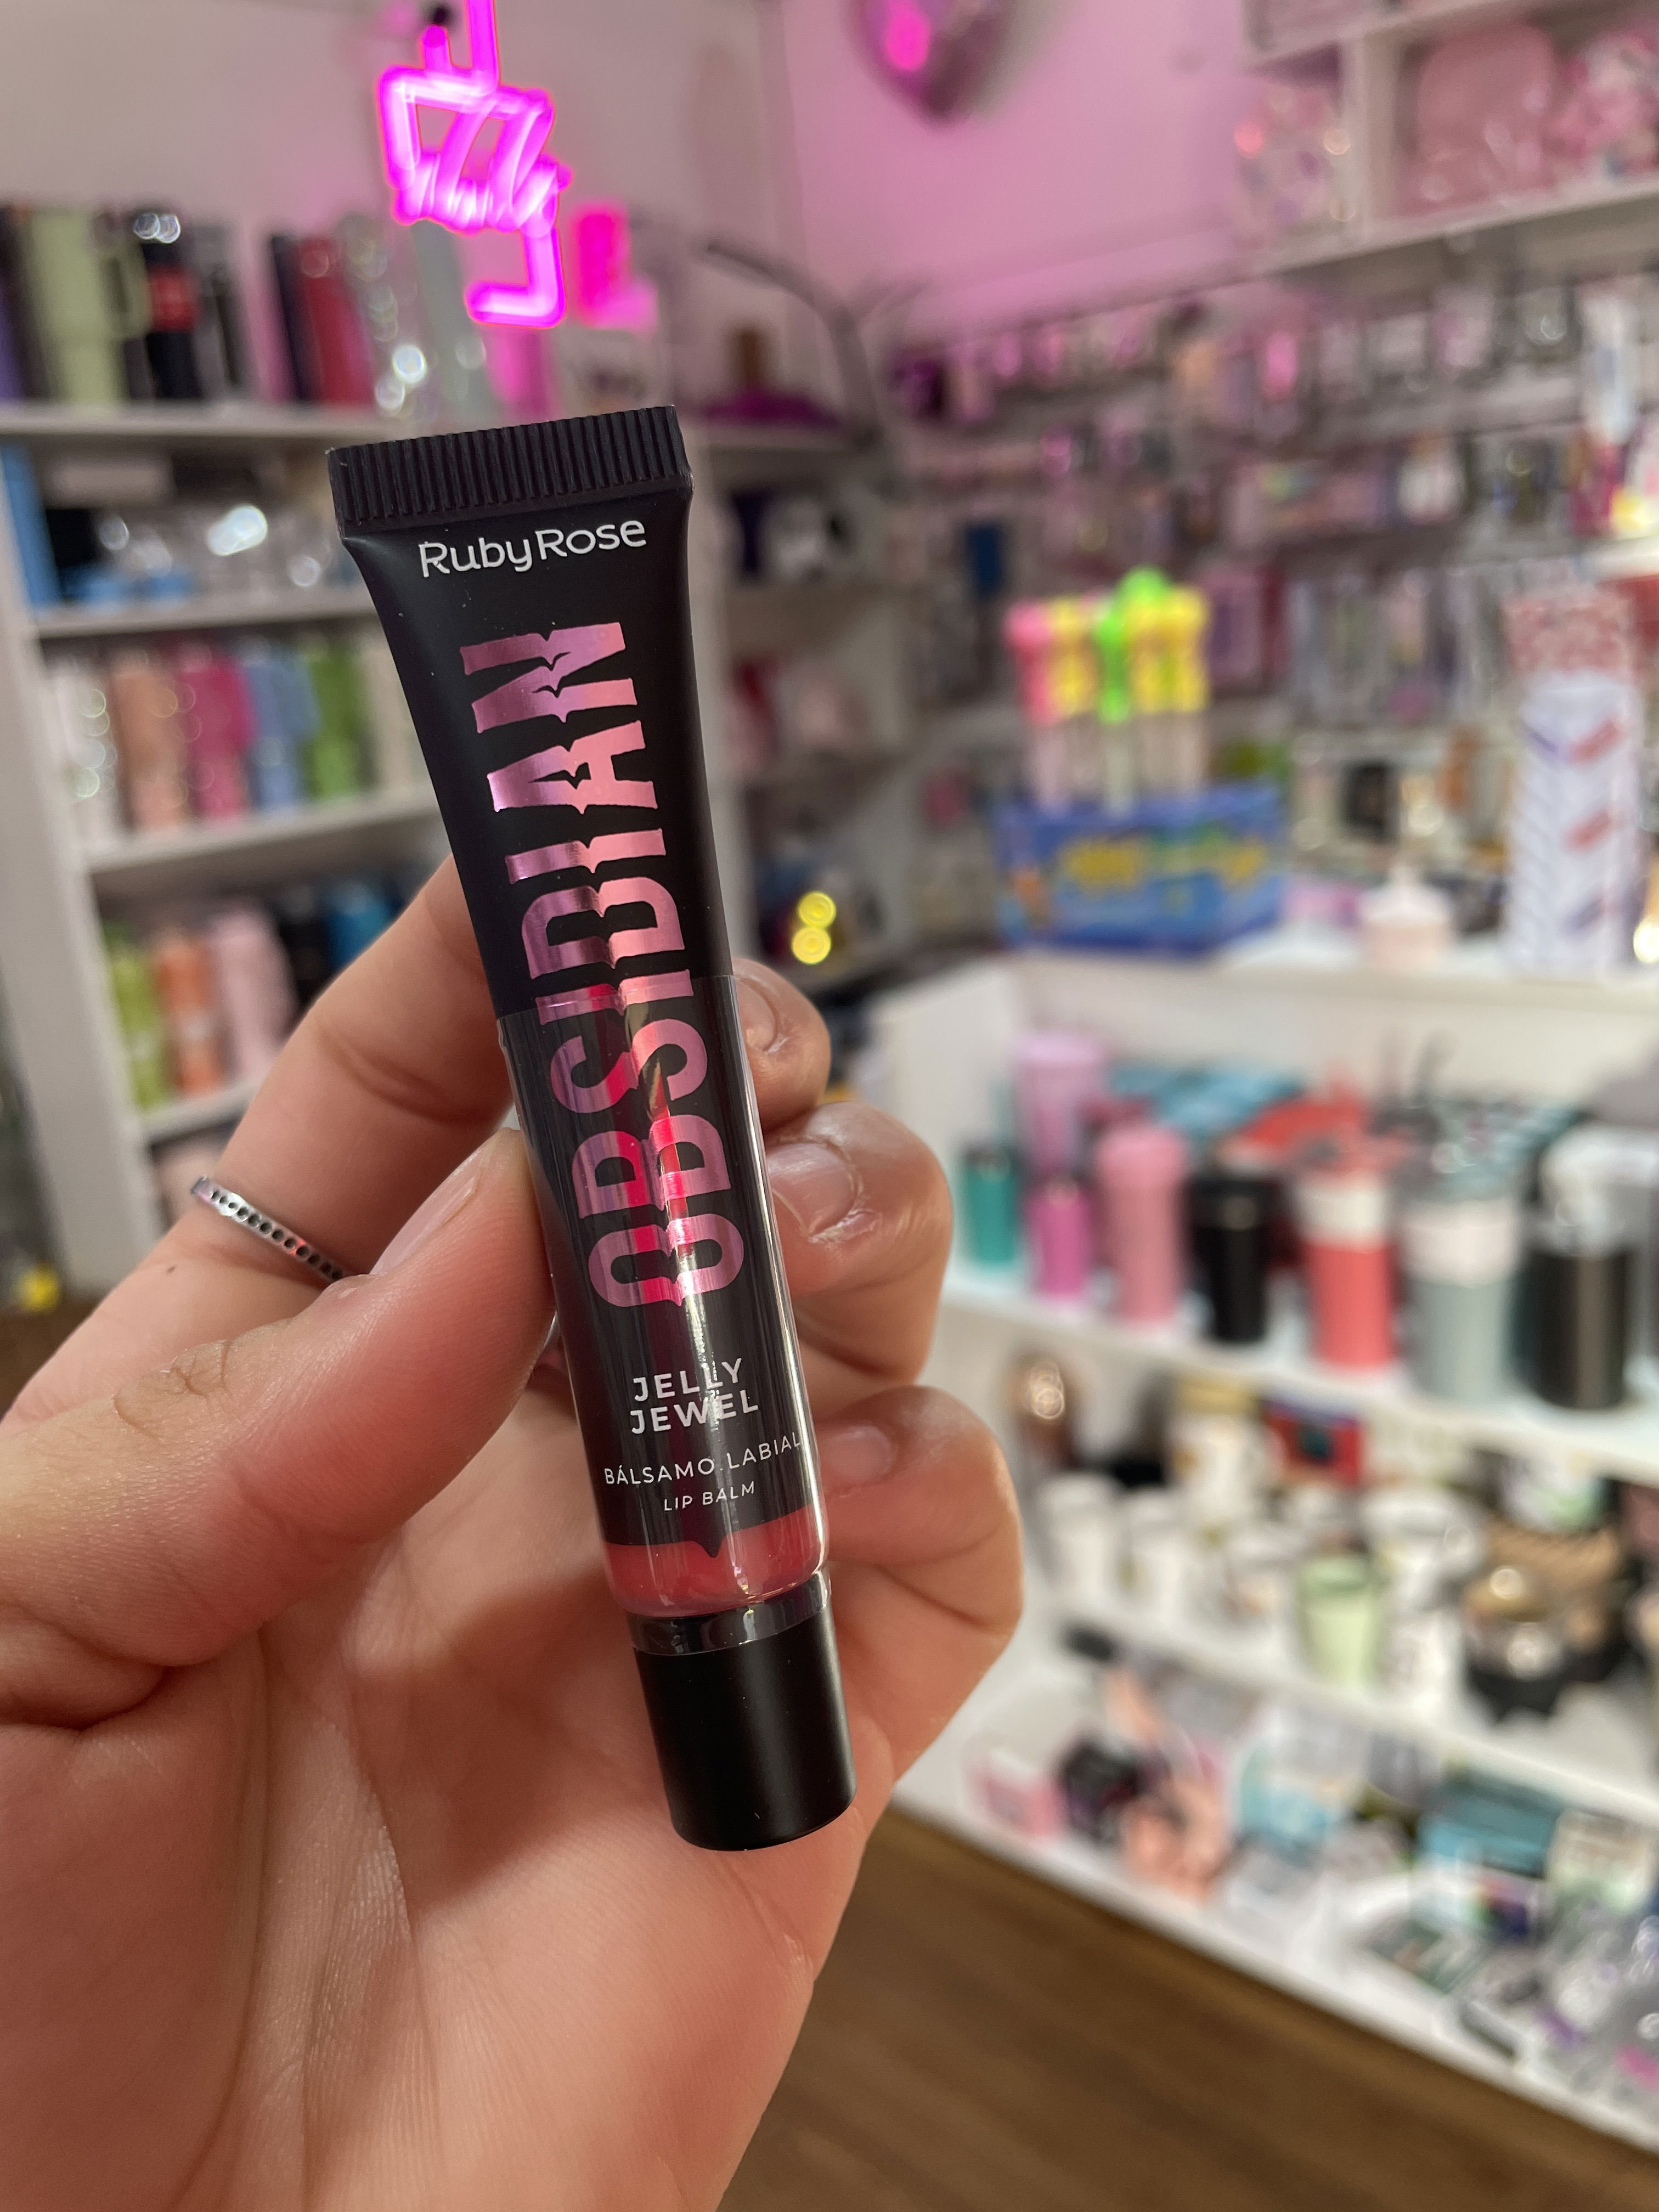 RubyRose
OBSIDIAN
JELLY
JEWEL
BÁLSAMO LABIAL
LIP BALM